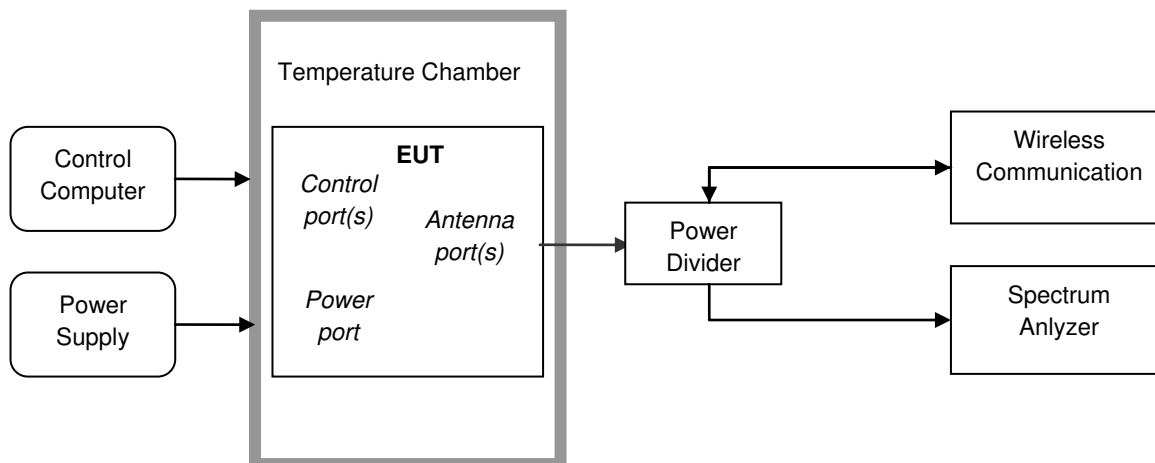 Temperature Chamber
Control
Computer
Power
Supply
EUT
Control
port(s)
Antenna
port(s)
Power
port
Power
Divider
Wireless
Communication
Spectrum
Anlyzer